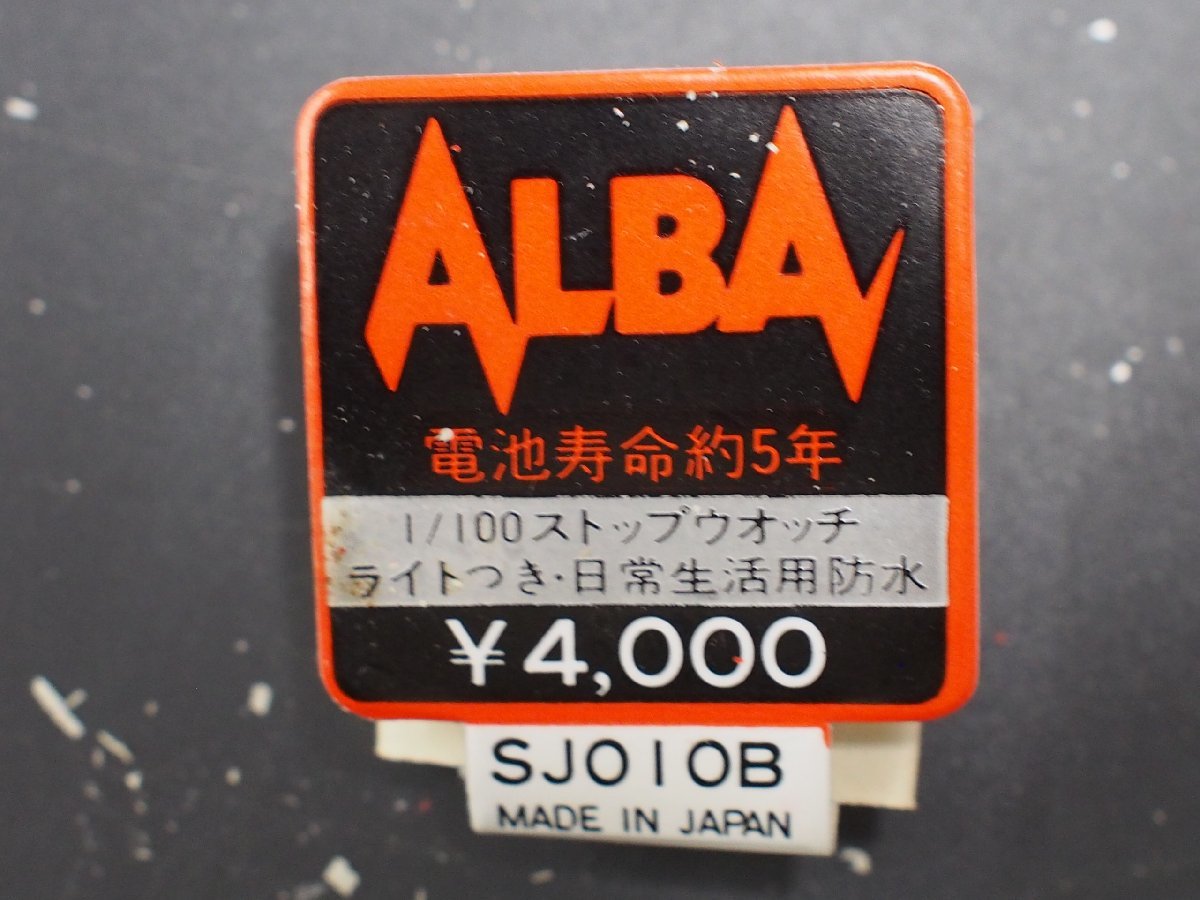 ALBA
電池寿命約5年
1/100ストップウオッチ
ライトつき・日常生活用防水
¥4,000
SJ010B
MADE IN JAPAN